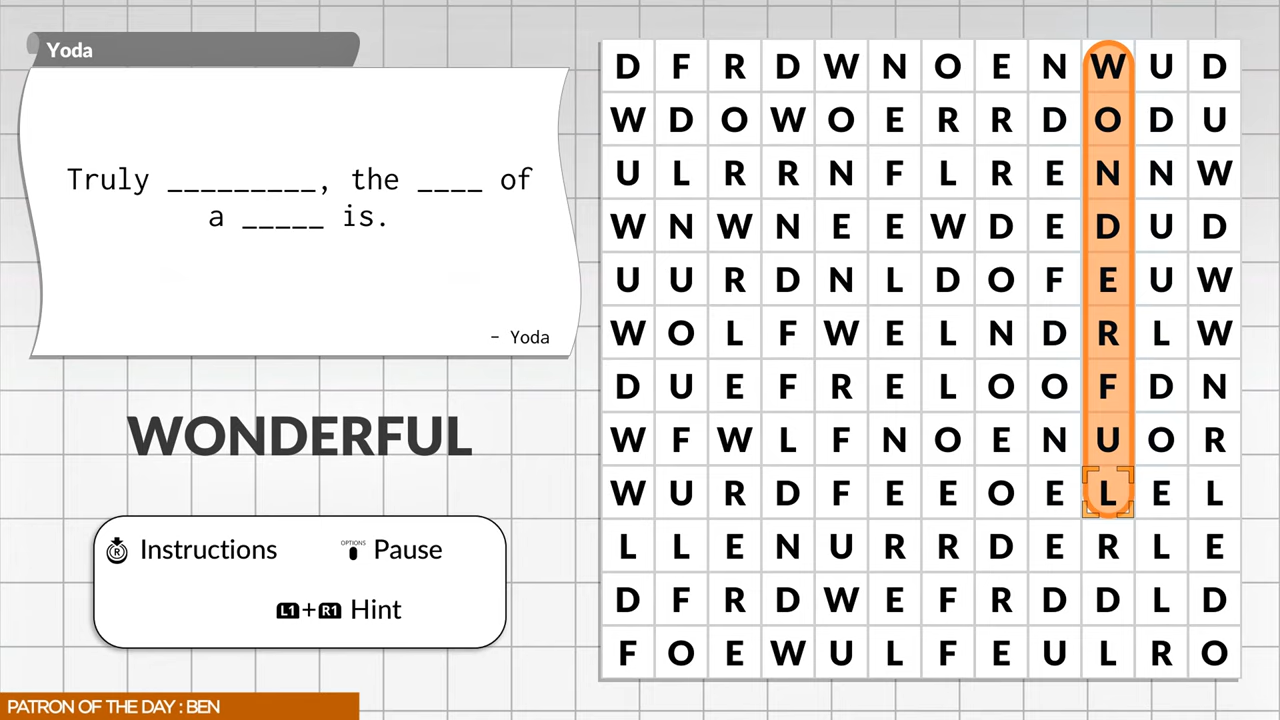 Yoda
Truly _________, the ____ of
a _____ is.
– Yoda
WONDERFUL
R Instructions
OPTIONS Pause
L1+R1 Hint
PATRON OF THE DAY : BEN
D F R D W N O E N W U D
W D O W O E R R D O D U
U L R R N F L R E N N W
W N W N E E W D E D U D
U U R D N L D O F E U W
W O L F W E L N D R L W
D U E F R E L O O F D N
W F W L F N O E N U O R
W U R D F E E O E L E L
L L E N U R R D E R L E
D F R D W E F R D D L D
F O E W U L F E U L R O